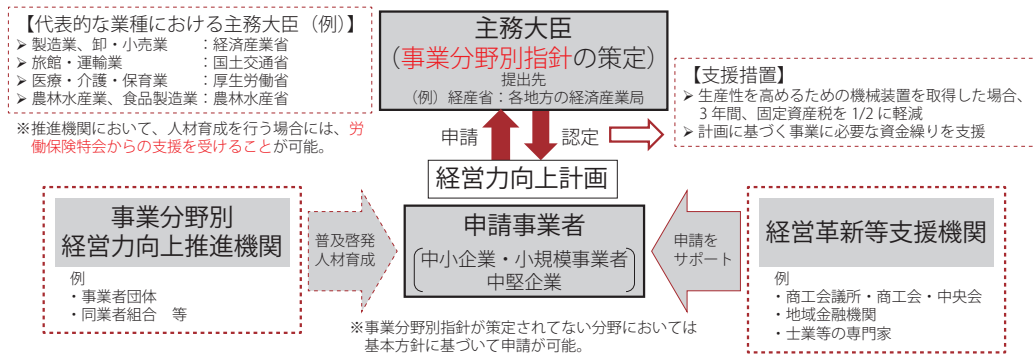 【代表的な業種における主務大臣（例）】
➢ 製造業、卸・小売業　：経済産業省
➢ 旅館・運輸業　：国土交通省
➢ 医療・介護・保育業　：厚生労働省
➢ 農林水産業、食品製造業：農林水産省
※推進機関において、人材育成を行う場合には、労
働保険特会からの支援を受けることが可能。
主務大臣
（事業分野別指針の策定）
提出先
（例）経産省：各地方の経済産業局
【支援措置】
➢ 生産性を高めるための機械装置を取得した場合、
3 年間、固定資産税を 1/2 に軽減
➢ 計画に基づく事業に必要な資金繰りを支援
申請
認定
経営力向上計画
事業分野別
経営力向上推進機関
例
・事業者団体
・同業者組合　等
普及啓発
人材育成
申請事業者
中小企業・小規模事業者
中堅企業
申請を
サポート
経営革新等支援機関
例
・商工会議所・商工会・中央会
・地域金融機関
・士業等の専門家
※事業分野別指針が策定されてない分野においては
基本方針に基づいて申請が可能。